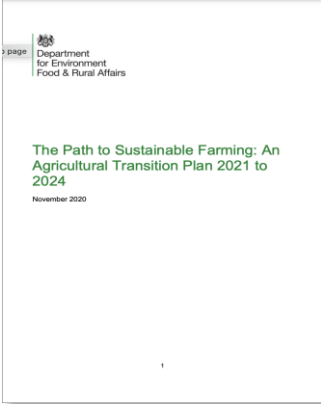 o page
Department
for Environment
Food & Rural Affairs
The Path to Sustainable Farming: An
Agricultural Transition Plan 2021 to
2024
November 2020
1